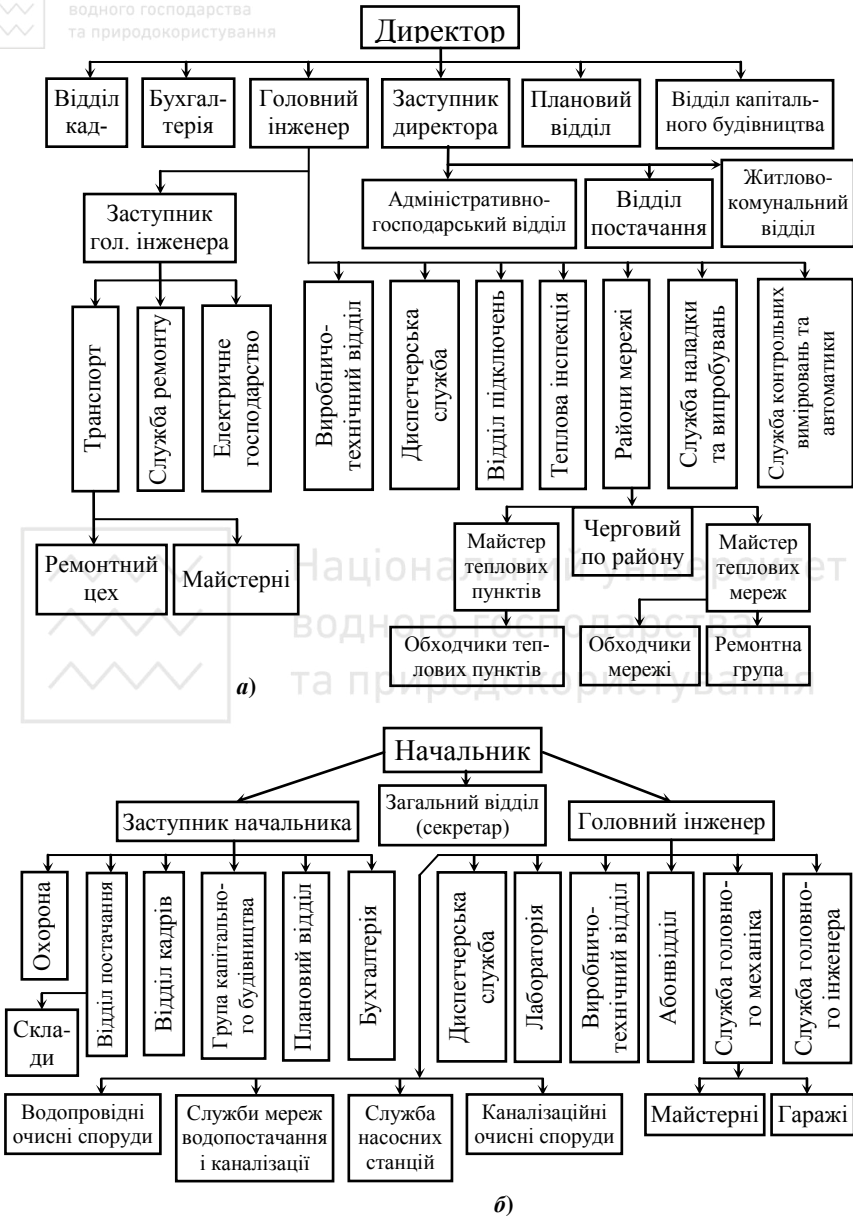 водного господарства
та природокористування
Директор
Відділ
кад-
Бухгал-
терія
Головний
інженер
Заступник
директора
Плановий
відділ
Відділ капіталь-
ного будівництва
Адміністративно-
господарський відділ
Відділ
постачання
Житлово-
комунальний
відділ
Заступник
гол. інженера
Транспорт
Служба ремонту
Електричне
господарство
Виробничо-
технічний відділ
Диспетчерська
служба
Відділ підключень
Теплова інспекція
Райони мережі
Служба наладки
та випробувань
Служба контрольних
вимірювань та
автоматики
Ремонтний
цех
Майстерні
Майстер
теплових
пунктів
Черговий
по району
Майстер
теплових
мереж
Обходчики теп-
лових пунктів
Обходчики
мережі
Ремонтна
група
Національний університет
водного господарства
та природокористування
а)
Начальник
Заступник начальника
Загальний відділ
(секретар)
Головний інженер
Охорона
Відділ постачання
Відділ кадрів
Група капітально-
го будівництва
Плановий відділ
Бухгалтерія
Диспетчерська
служба
Лабораторія
Виробничо-
технічний відділ
Абонвідділ
Служба головно-
го механіка
Служба головно-
го інженера
Скла-
ди
Водопровідні
очисні споруди
Служби мереж
водопостачання
і каналізації
Служба
насосних
станцій
Каналізаційні
очисні споруди
Майстерні
Гаражі
б)